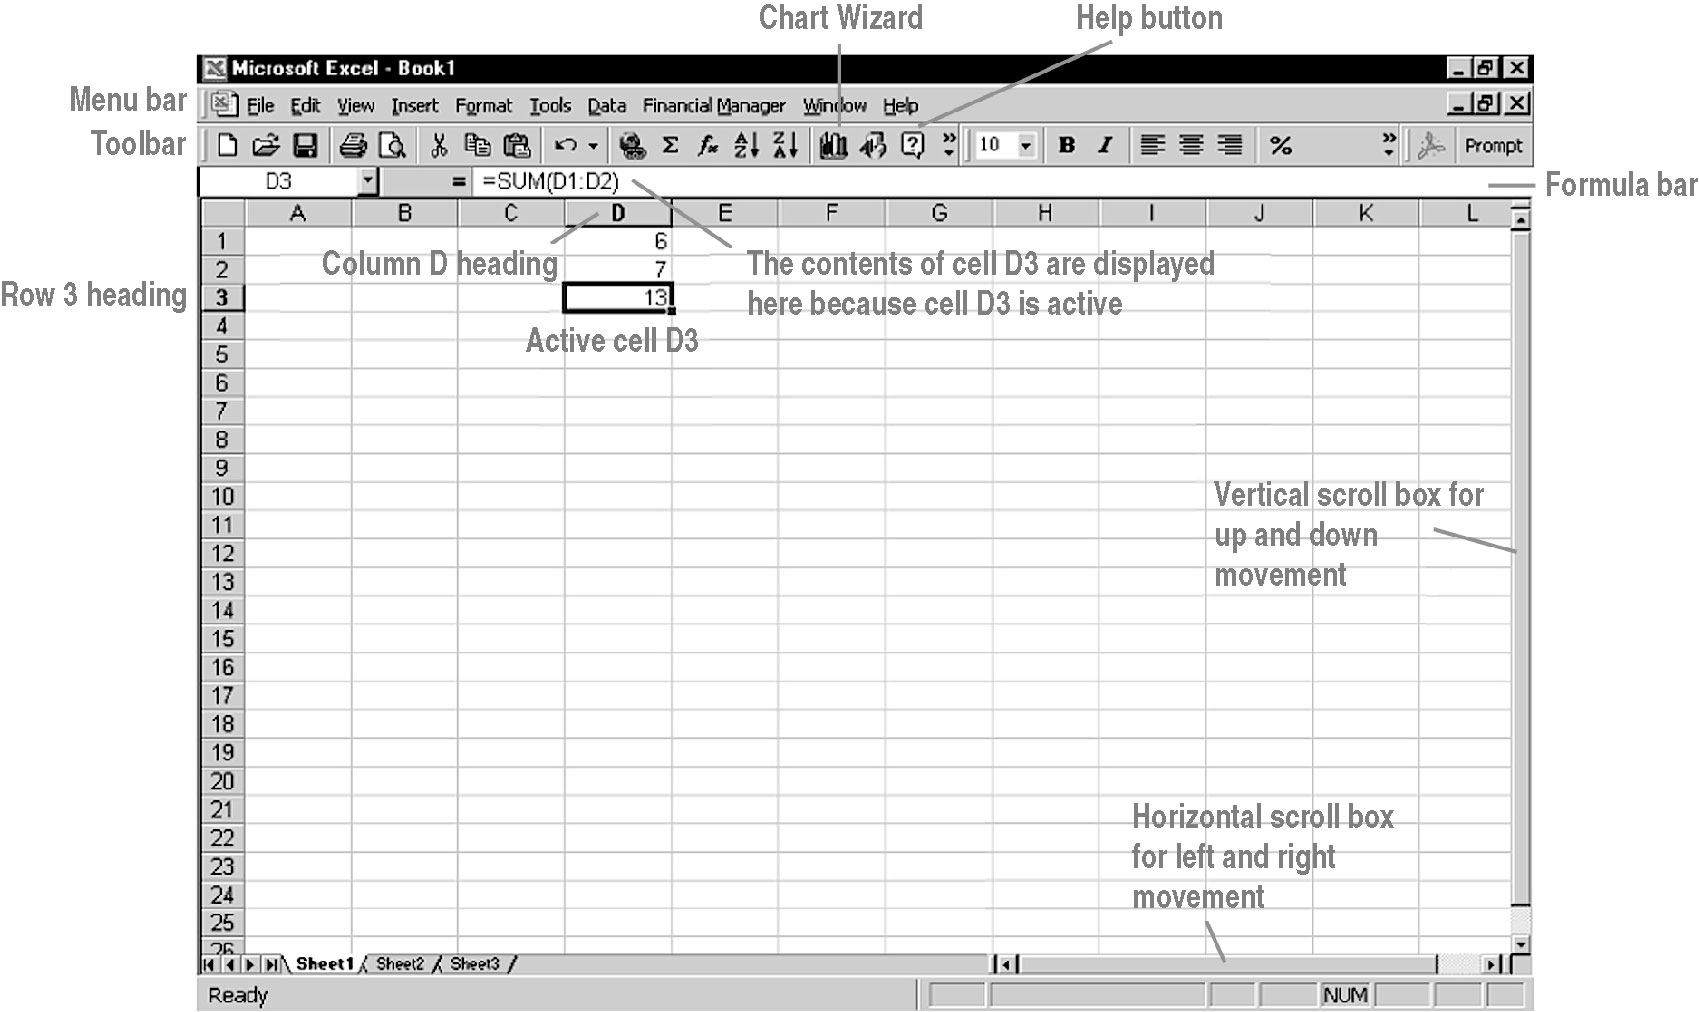 Chart Wizard Help button
Microsoft Excel - Book1
Menu bar File Edit View Insert Format Tools Data Financial Manager Window Help
Toolbar Σ fx A Z Z A ? » 10 B I % » Prompt
D3 = =SUM(D1:D2) Formula bar
A B C D E F G H I J K L
1 6
Column D heading The contents of cell D3 are displayed
2 7
Row 3 heading 3 13 here because cell D3 is active
4
Active cell D3
5
6
7
8
9
10 Vertical scroll box for
11 up and down
12
13 movement
14
15
16
17
18
19
20
21 Horizontal scroll box
22
23 for left and right
24 movement
25
26
Sheet1 Sheet2 Sheet3
Ready NUM